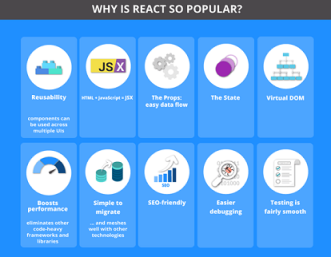 WHY IS REACT SO POPULAR?
JSX
Reusability
HTML + JavaScript = JSX
The Props:
easy data flow
The State
Virtual DOM
components can
be used across
multiple UIs
SEO
Boosts
performance
Simple to
migrate
SEO-friendly
Easier
debugging
Testing is
fairly smooth
eliminates other
code-heavy
frameworks and
libraries
... and meshes
well with other
technologies